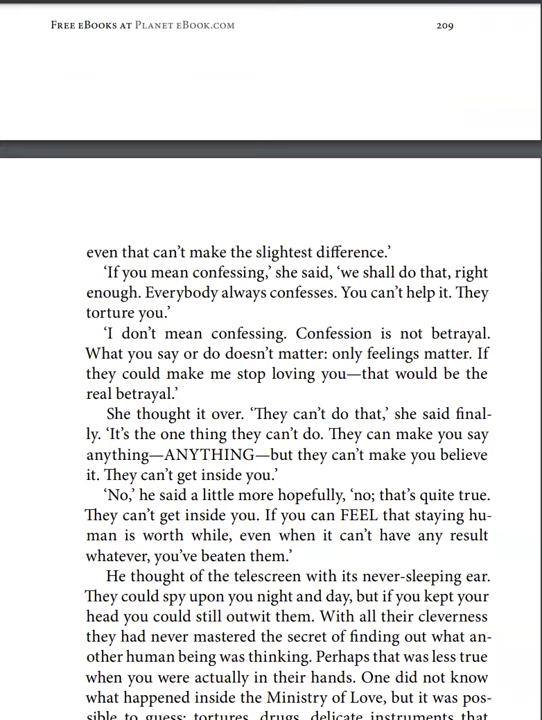 FREE EBOOKS AT PLANET EBOOK.COM 209
even that can't make the slightest difference.'
'If you mean confessing,' she said, 'we shall do that, right
enough. Everybody always confesses. You can't help it. They
torture you.'
'I don't mean confessing. Confession is not betrayal.
What you say or do doesn't matter: only feelings matter. If
they could make me stop loving you—that would be the
real betrayal.'
She thought it over. 'They can't do that,' she said final-
ly. 'It's the one thing they can't do. They can make you say
anything—ANYTHING—but they can't make you believe
it. They can't get inside you.'
'No,' he said a little more hopefully, 'no; that's quite true.
They can't get inside you. If you can FEEL that staying hu-
man is worth while, even when it can't have any result
whatever, you've beaten them.'
He thought of the telescreen with its never-sleeping ear.
They could spy upon you night and day, but if you kept your
head you could still outwit them. With all their cleverness
they had never mastered the secret of finding out what an-
other human being was thinking. Perhaps that was less true
when you were actually in their hands. One did not know
what happened inside the Ministry of Love, but it was pos-
sible to guess: tortures, drugs, delicate instruments that